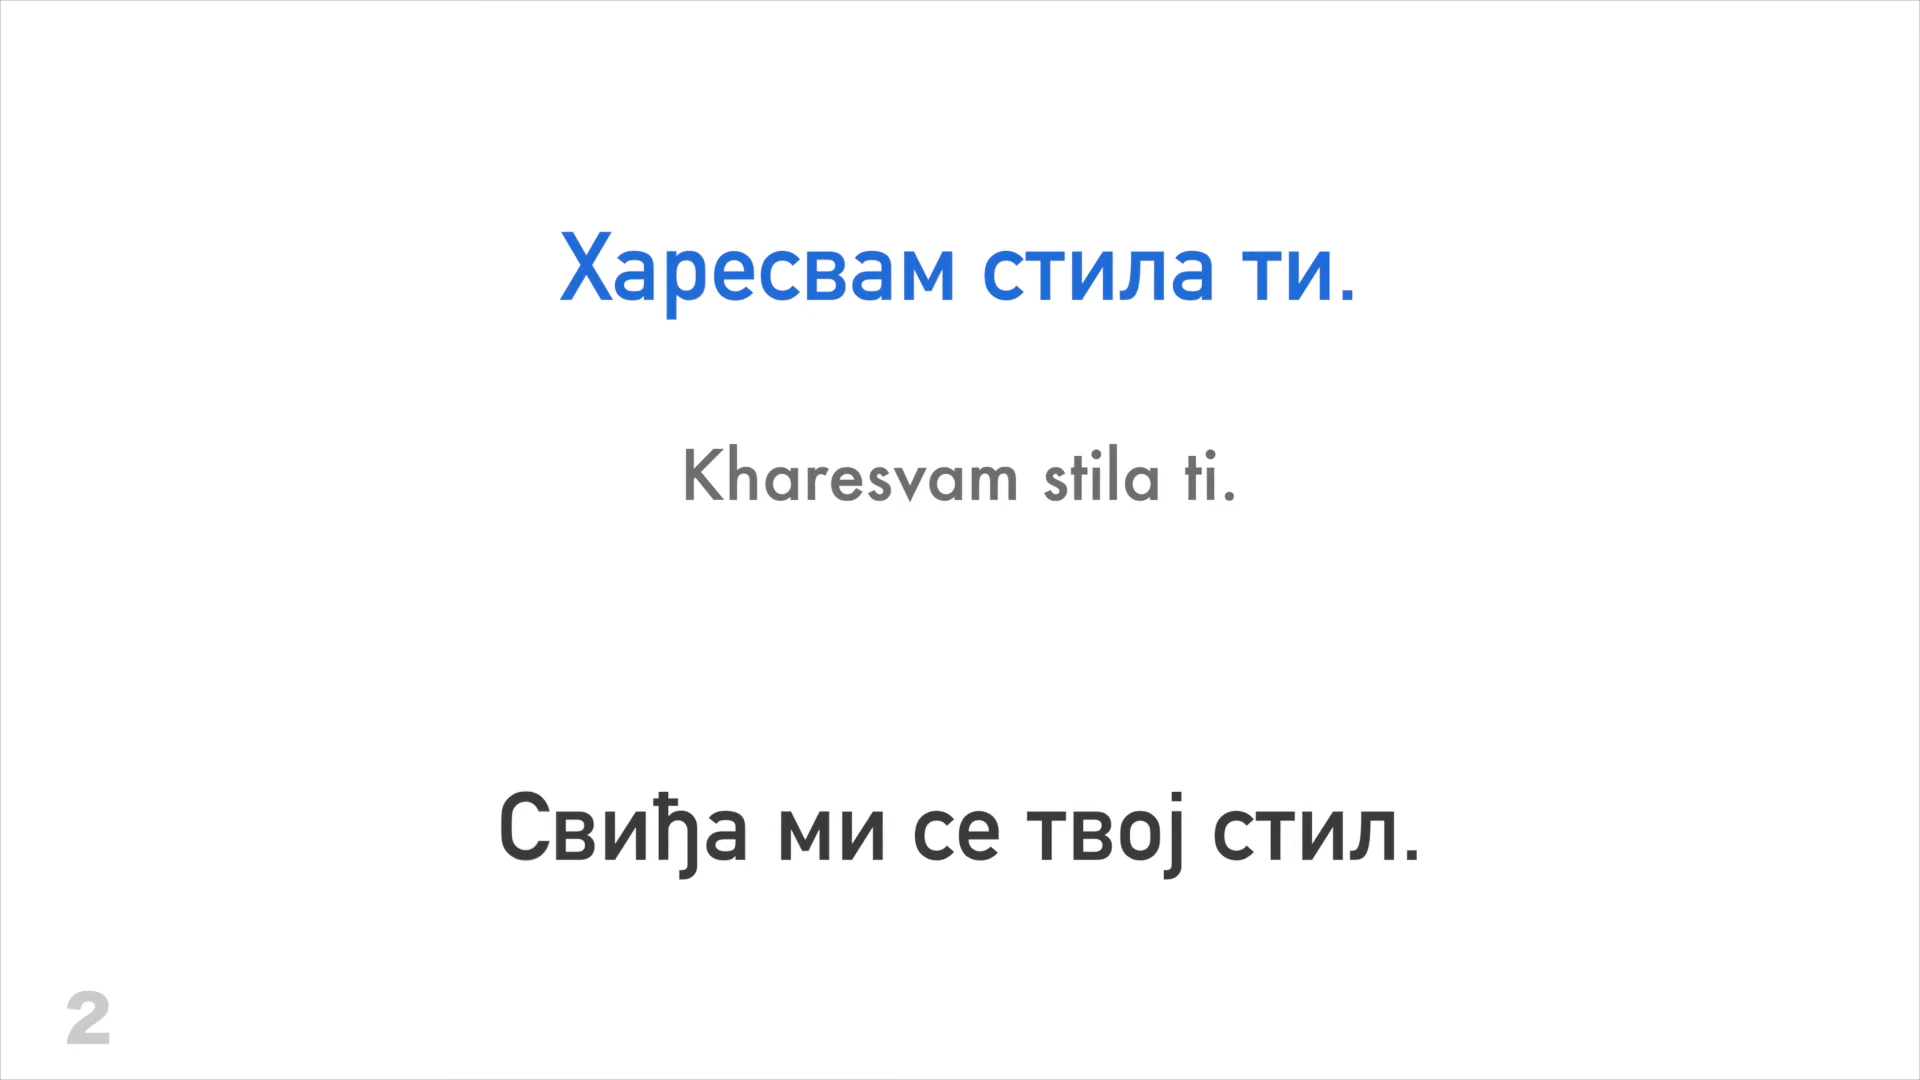 Харесвам стила ти.
Kharesvam stila ti.
Свиђа ми се твој стил.
2